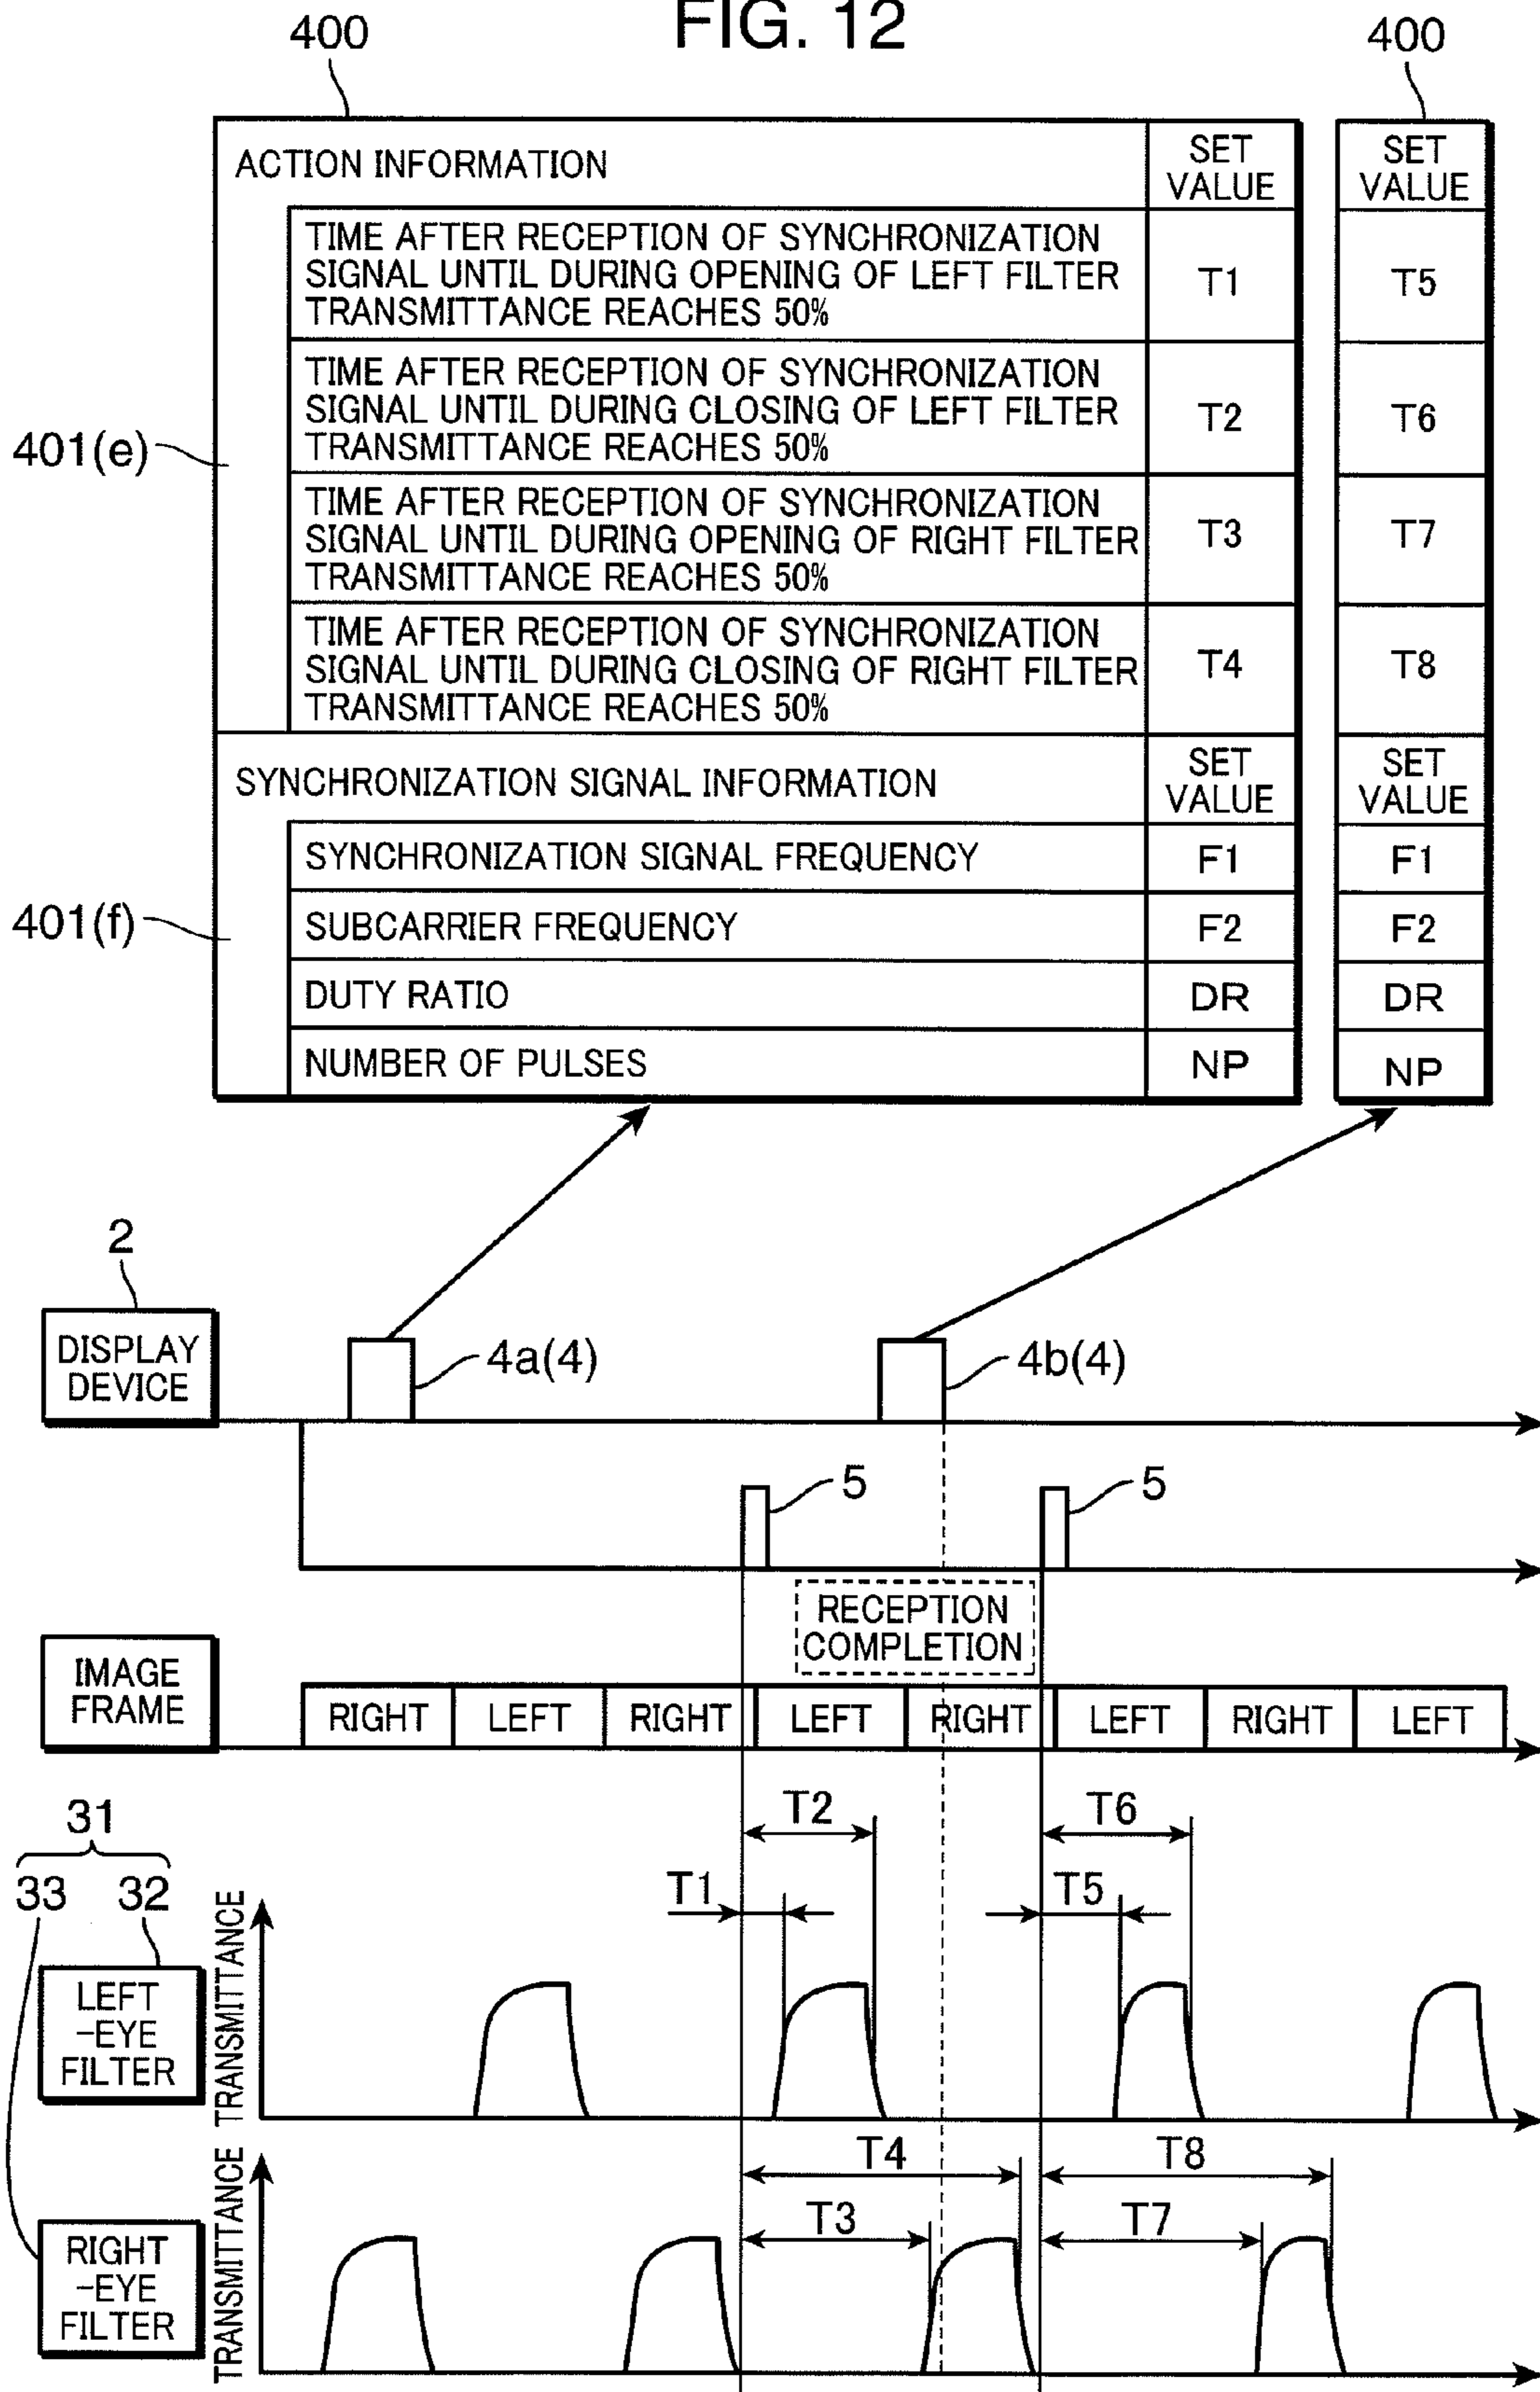 FIG. 12
400
400
ACTION INFORMATION
SET
VALUE
SET
VALUE
TIME AFTER RECEPTION OF SYNCHRONIZATION
SIGNAL UNTIL DURING OPENING OF LEFT FILTER
TRANSMITTANCE REACHES 50%
T1
T5
TIME AFTER RECEPTION OF SYNCHRONIZATION
SIGNAL UNTIL DURING CLOSING OF LEFT FILTER
TRANSMITTANCE REACHES 50%
T2
T6
401(e)
TIME AFTER RECEPTION OF SYNCHRONIZATION
SIGNAL UNTIL DURING OPENING OF RIGHT FILTER
TRANSMITTANCE REACHES 50%
T3
T7
TIME AFTER RECEPTION OF SYNCHRONIZATION
SIGNAL UNTIL DURING CLOSING OF RIGHT FILTER
TRANSMITTANCE REACHES 50%
T4
T8
SYNCHRONIZATION SIGNAL INFORMATION
SET
VALUE
SET
VALUE
SYNCHRONIZATION SIGNAL FREQUENCY
F1
F1
401(f)
SUBCARRIER FREQUENCY
F2
F2
DUTY RATIO
DR
DR
NUMBER OF PULSES
NP
NP
2
DISPLAY
DEVICE
4a(4)
4b(4)
5
5
RECEPTION
COMPLETION
IMAGE
FRAME
RIGHT
LEFT
RIGHT
LEFT
RIGHT
LEFT
RIGHT
LEFT
T2
T6
31
33
32
T1
T5
LEFT
-EYE
FILTER
TRANSMITTANCE
T4
T8
T3
T7
RIGHT
-EYE
FILTER
TRANSMITTANCE